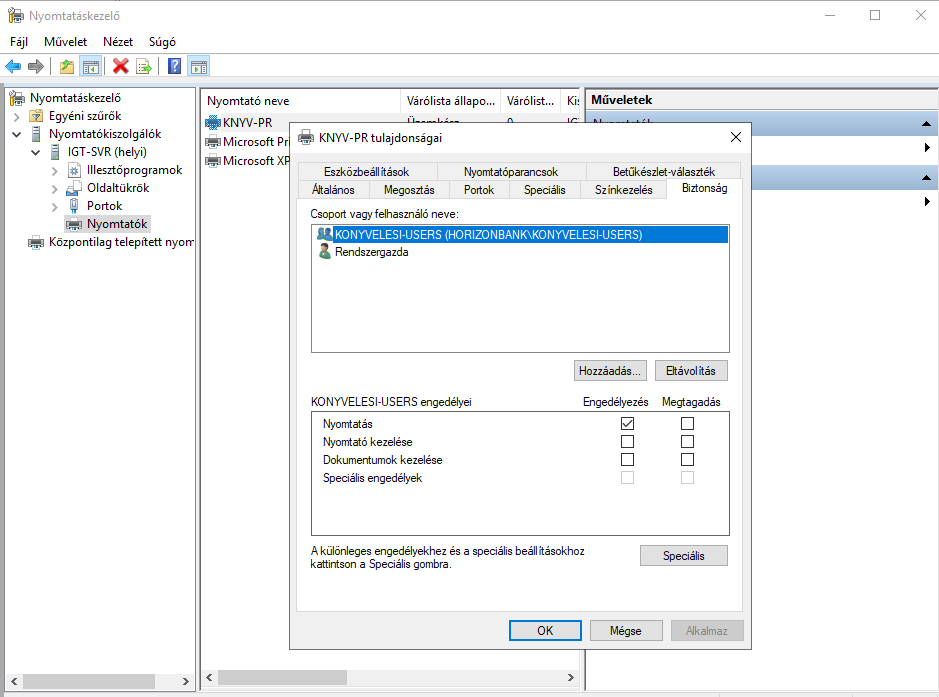 Nyomtatáskezelő
Fájl Művelet Nézet Súgó
Nyomtatáskezelő
Egyéni szűrők
Nyomtatókiszolgálók
IGT-SVR (helyi)
Illesztőprogramok
Oldaltükrök
Portok
Nyomtatók
Központilag telepített nyom
Nyomtató neve Várólista állapo... Várólist... Ki
KNYV-PR
Microsoft Pri
Microsoft XP
Műveletek
KNYV-PR tulajdonságai
Eszközbeállítások Nyomtatóparancsok Betűkészlet-választék
Általános Megosztás Portok Speciális Színkezelés Biztonság
Csoport vagy felhasználó neve:
KONYVELESI-USERS (HORIZONBANK\KONYVELESI-USERS)
Rendszergazda
Hozzáadás... Eltávolítás
KONYVELESI-USERS engedélyei Engedélyezés Megtagadás
Nyomtatás
Nyomtató kezelése
Dokumentumok kezelése
Speciális engedélyek
A különleges engedélyekhez és a speciális beállításokhoz
kattintson a Speciális gombra.
Speciális
OK Mégse Alkalmaz